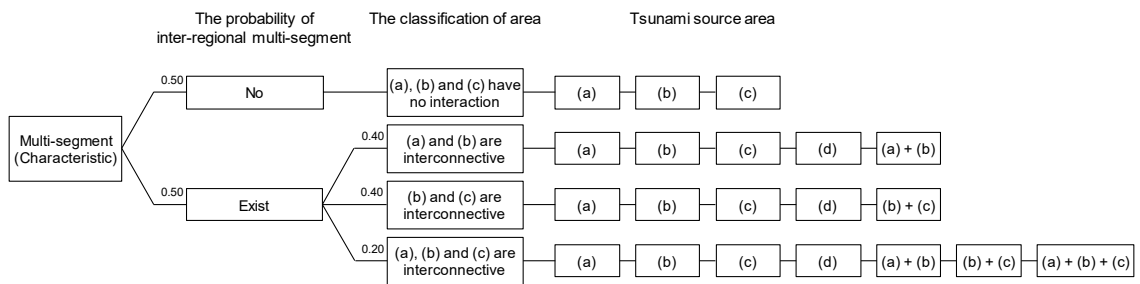 The probability of
inter-regional multi-segment
The classification of area
Tsunami source area
Multi-segment
(Characteristic)
0.50
No
(a), (b) and (c) have
no interaction
(a)
(b)
(c)
0.50
Exist
0.40
(a) and (b) are
interconnective
(a)
(b)
(c)
(d)
(a) + (b)
0.40
(b) and (c) are
interconnective
(a)
(b)
(c)
(d)
(b) + (c)
0.20
(a), (b) and (c) are
interconnective
(a)
(b)
(c)
(d)
(a) + (b)
(b) + (c)
(a) + (b) + (c)